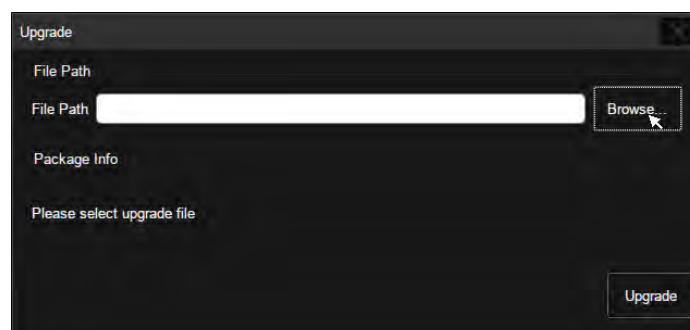 Upgrade
File Path
File Path Browse...
Package Info
Please select upgrade file
Upgrade